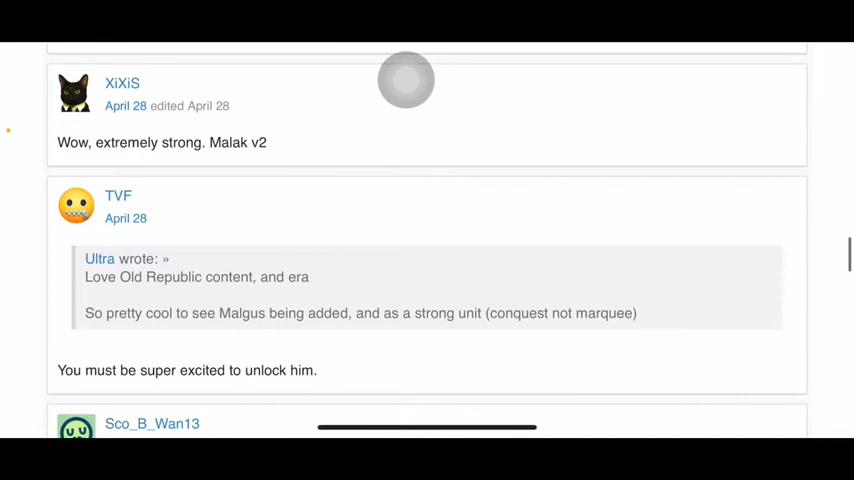 XiXiS
April 28 edited April 28
Wow, extremely strong. Malak v2
TVF
April 28
Ultra wrote: »
Love Old Republic content, and era
So pretty cool to see Malgus being added, and as a strong unit (conquest not marquee)
You must be super excited to unlock him.
Sco_B_Wan13